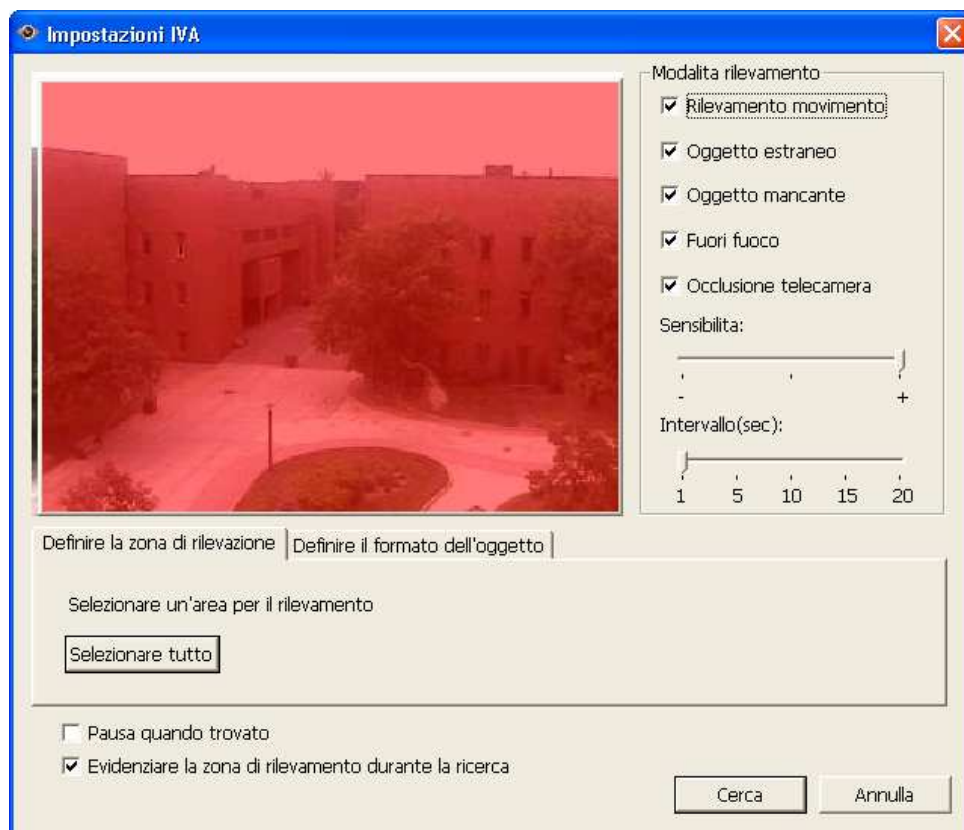 Impostazioni IVA
Modalita rilevamento
Rilevamento movimento
Oggetto estraneo
Oggetto mancante
Fuori fuoco
Occlusione telecamera
Sensibilita:
- +
Intervallo(sec):
1 5 10 15 20
Definire la zona di rilevazione Definire il formato dell'oggetto
Selezionare un'area per il rilevamento
Selezionare tutto
Pausa quando trovato
Evidenziare la zona di rilevamento durante la ricerca
Cerca Annulla